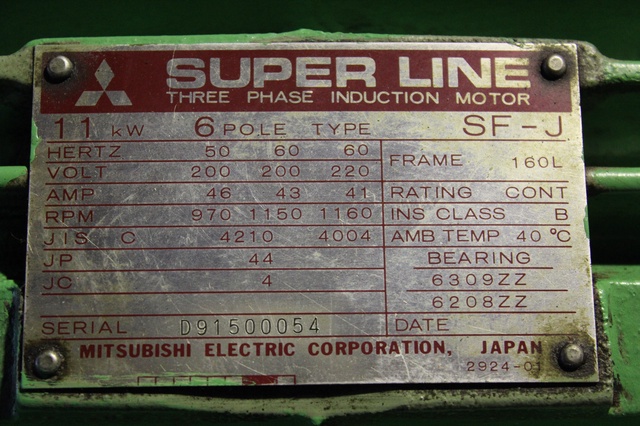 SUPER LINE
THREE PHASE INDUCTION MOTOR
11 kW 6 POLE TYPE SF-J
HERTZ 50 60 60
VOLT 200 200 220
FRAME 160L
AMP 46 43 41
RATING CONT
RPM 970 1150 1160
INS CLASS B
JIS C 4210 4004
AMB TEMP 40 °C
JP 44
BEARING
JC 4
6309ZZ
6208ZZ
SERIAL D91500054
DATE
MITSUBISHI ELECTRIC CORPORATION, JAPAN
2924-01